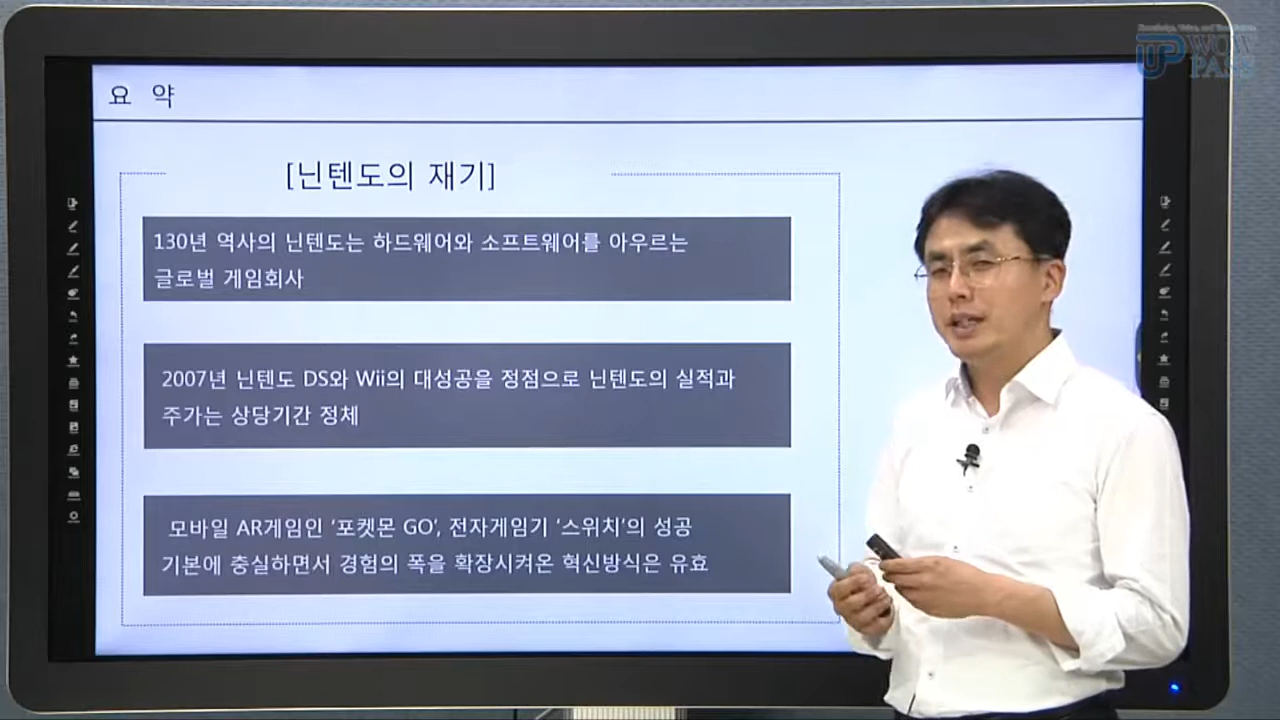 UP WOW
PASS
요 약
[닌텐도의 재기]
130년 역사의 닌텐도는 하드웨어와 소프트웨어를 아우르는
글로벌 게임회사
2007년 닌텐도 DS와 Wii의 대성공을 정점으로 닌텐도의 실적과
주가는 상당기간 정체
모바일 AR게임인 '포켓몬 GO', 전자게임기 '스위치'의 성공
기본에 충실하면서 경험의 폭을 확장시켜온 혁신방식은 유효